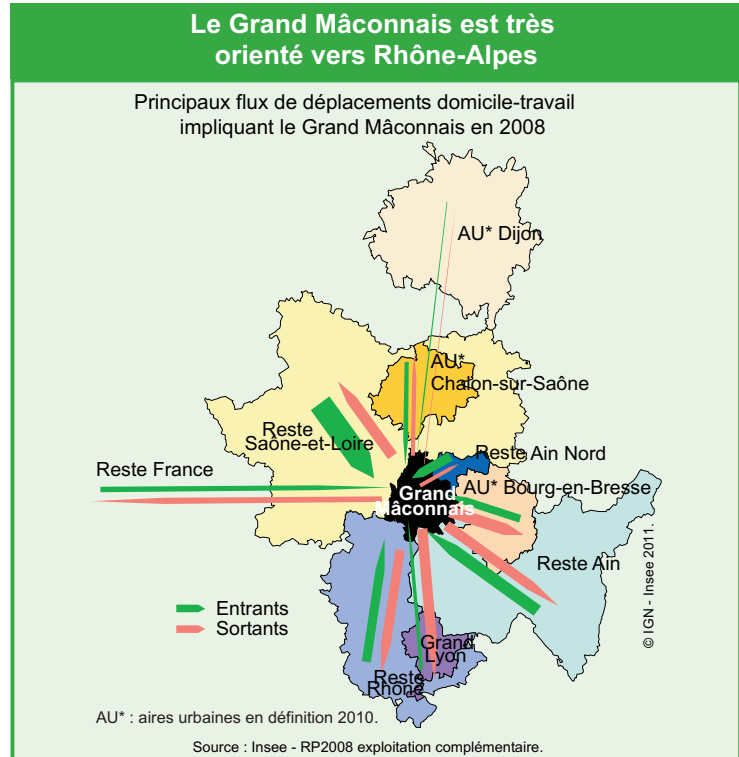 Le Grand Mâconnais est très
orienté vers Rhône-Alpes
Principaux flux de déplacements domicile-travail
impliquant le Grand Mâconnais en 2008
AU* Dijon
AU*
Chalon-sur-Saône
Reste
Saône-et-Loire
Reste Ain Nord
Reste France
AU* Bourg-en-Bresse
Grand
Mâconnais
Reste Ain
Entrants
Sortants
Grand
Lyon
Reste
Rhône
© IGN - Insee 2011.
AU* : aires urbaines en définition 2010.
Source : Insee - RP2008 exploitation complémentaire.